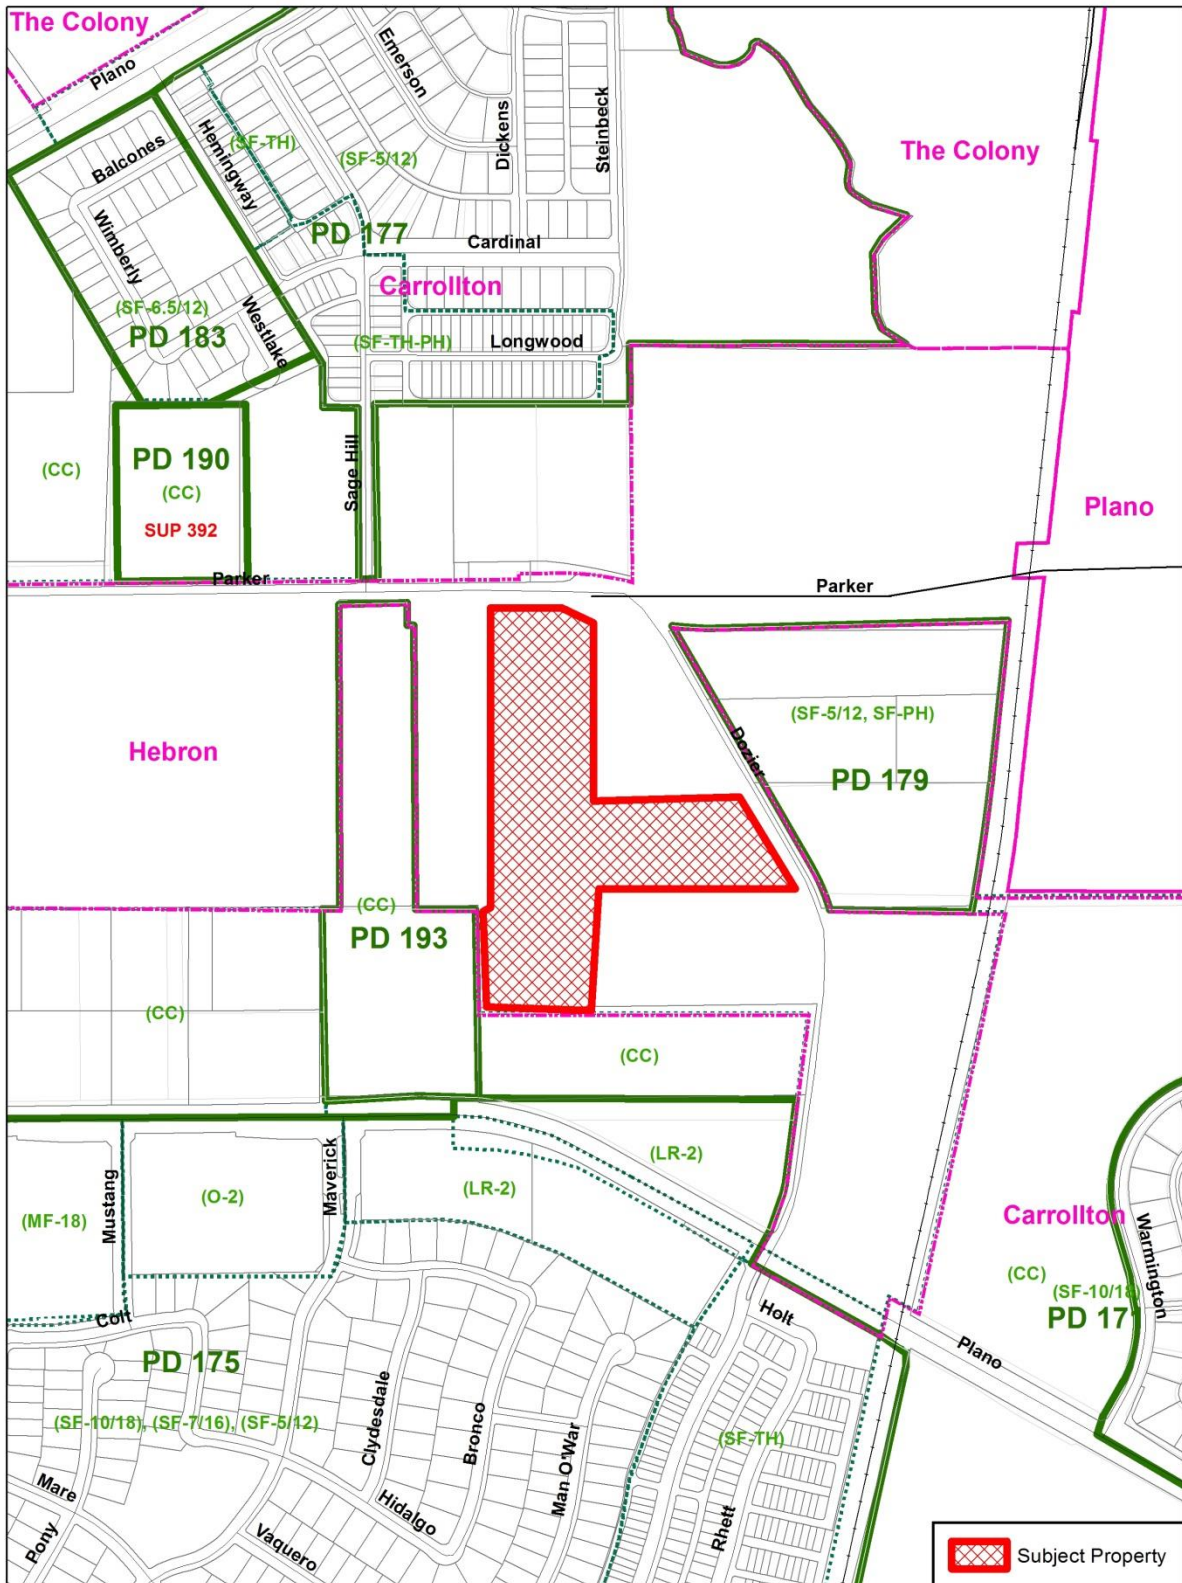 The Colony
Plano
Emerson
Dickens
Steinbeck
Balcones
Hemingway
(SF-TH)
(SF-5/12)
The Colony
Wimberly
PD 177
Cardinal
Carrollton
(SF-6.5/12)
PD 183
Westlake
(SF-TH-PH)
Longwood
(CC)
PD 190
(CC)
SUP 392
Sage Hill
Plano
Parker
Parker
Hebron
(SF-5/12, SF-PH)
Dozier
PD 179
(CC)
PD 193
(CC)
(CC)
(LR-2)
(MF-18)
Mustang
(O-2)
Maverick
(LR-2)
Carrollton
Warmington
(CC)
(SF-10/18)
PD 171
Colt
Holt
Plano
PD 175
(SF-10/18), (SF-7/16), (SF-5/12)
Clydesdale
Bronco
Man O'War
(SF-TH)
Mare
Pony
Hidalgo
Vaquero
Rhett
Subject Property